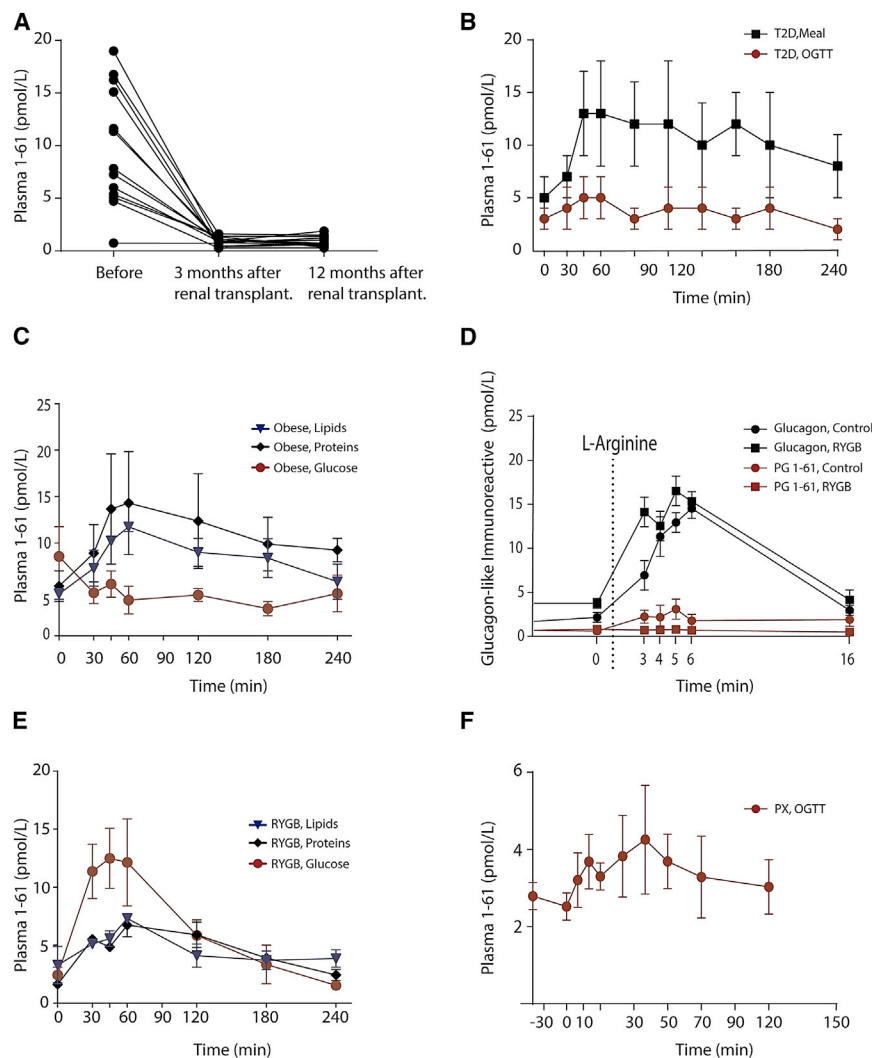 A
Plasma 1-61 (pmol/L)
20
15
10
5
0
Before
3 months after
renal transplant.
12 months after
renal transplant.
B
Plasma 1-61 (pmol/L)
20
15
10
5
0
T2D,Meal
T2D, OGTT
0 30 60 90 120 180 240
Time (min)
C
Plasma 1-61 (pmol/L)
25
20
15
10
5
0
Obese, Lipids
Obese, Proteins
Obese, Glucose
0 30 60 120 180 240
Time (min)
D
Glucagon-like Immunoreactive (pmol/L)
25
20
15
10
5
0
L-Arginine
Glucagon, Control
Glucagon, RYGB
PG 1-61, Control
PG 1-61, RYGB
0 3 4 5 6 16
Time (min)
E
Plasma 1-61 (pmol/L)
20
15
10
5
0
RYGB, Lipids
RYGB, Proteins
RYGB, Glucose
0 30 60 120 180 240
Time (min)
F
Plasma 1-61 (pmol/L)
6
4
2
0
PX, OGTT
-30 0 10 30 50 70 90 120 150
Time (min)